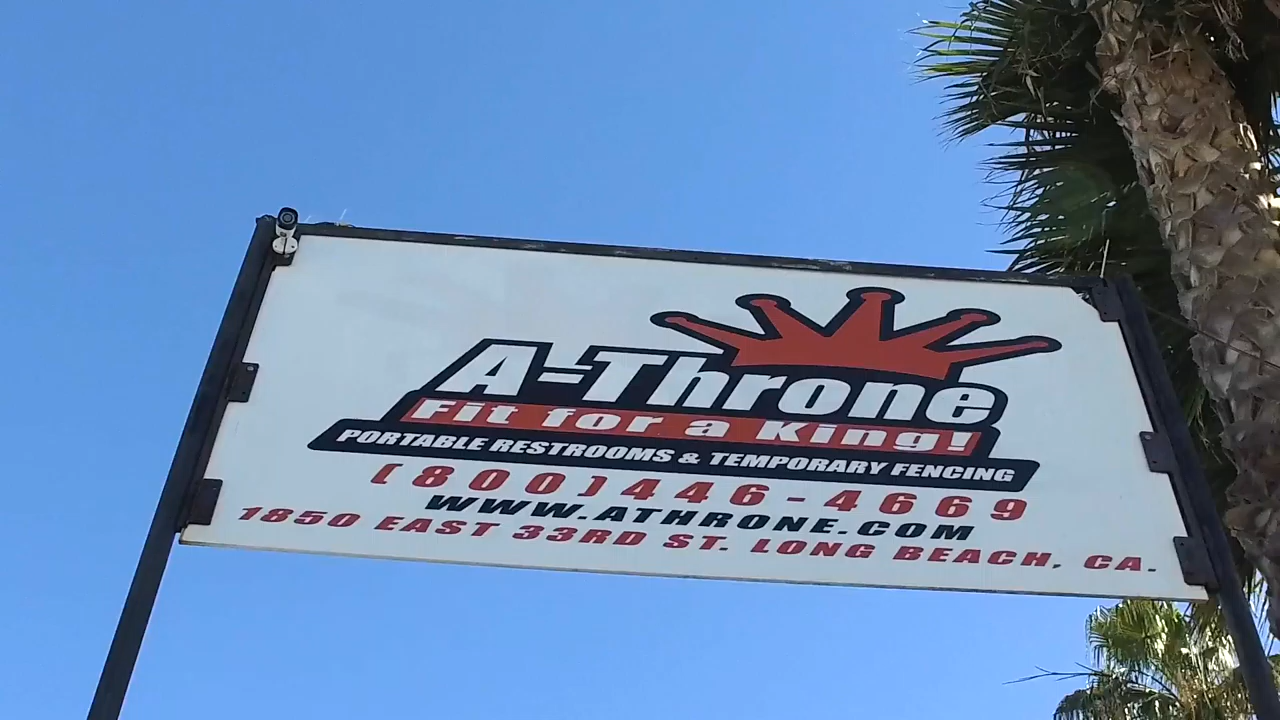 A-Throne
Fit for a King!
PORTABLE RESTROOMS & TEMPORARY FENCING
(800)446-4669
WWW.ATHRONE.COM
1850 EAST 33RD ST. LONG BEACH, CA.